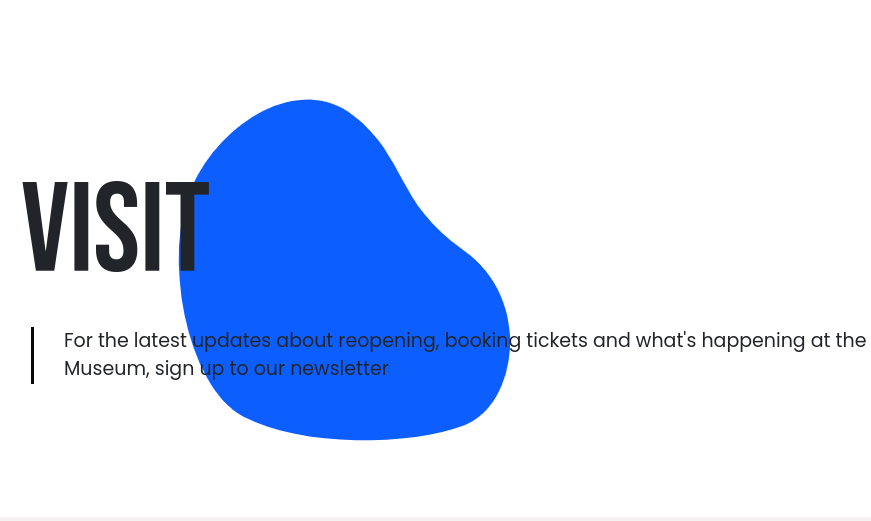 VISIT
For the latest updates about reopening, booking tickets and what's happening at the
Museum, sign up to our newsletter